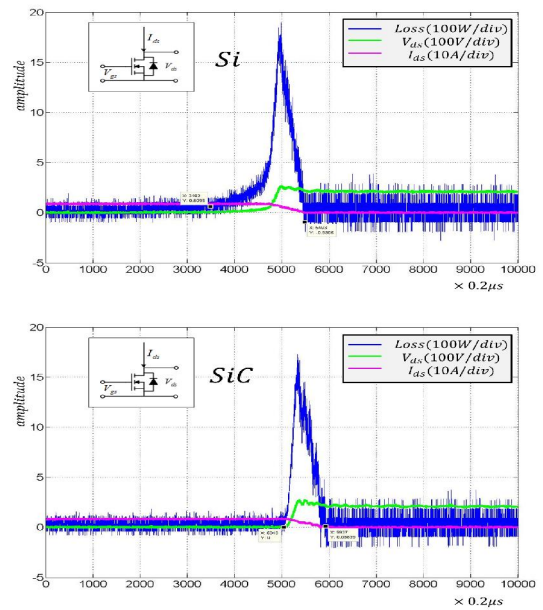 20
I_ds
V_gs
V_ds
Si
Loss(100W/div)
V_ds(100V/div)
I_ds(10A/div)
amplitude
15
10
5
0
-5
0 1000 2000 3000 4000 5000 6000 7000 8000 9000 10000
× 0.2μs
20
I_ds
V_gs
V_ds
SiC
Loss(100W/div)
V_ds(100V/div)
I_ds(10A/div)
amplitude
15
10
5
0
-5
0 1000 2000 3000 4000 5000 6000 7000 8000 9000 10000
× 0.2μs